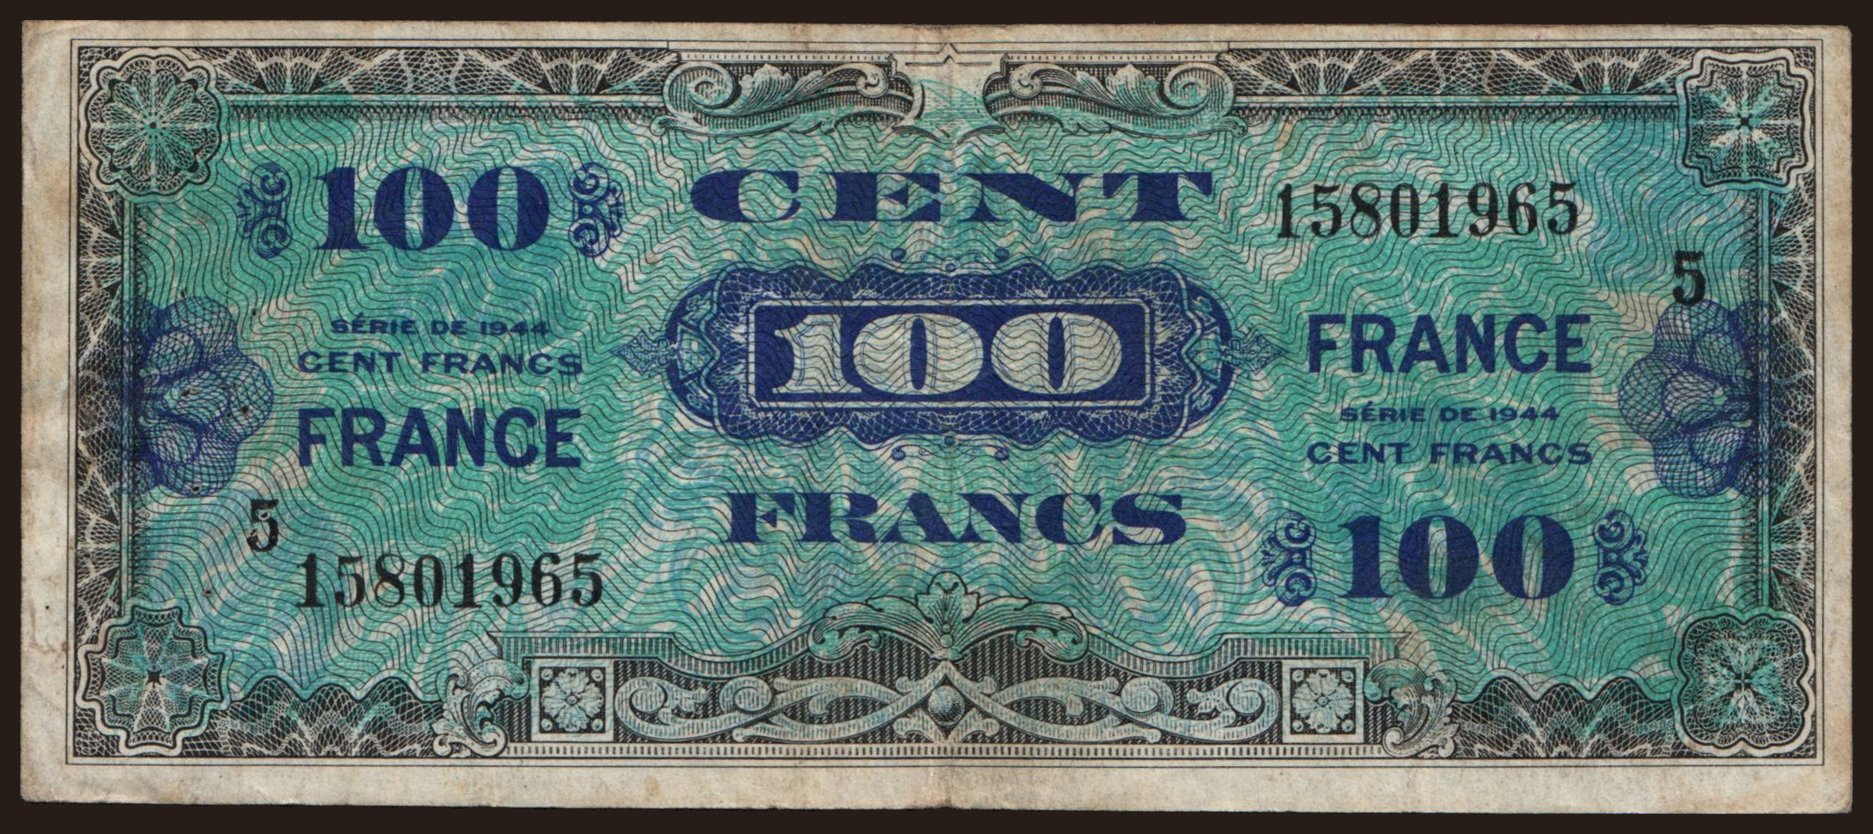 100
CENT
15801965
5
SÉRIE DE 1944
CENT FRANCS
FRANCE
100
FRANCE
SÉRIE DE 1944
CENT FRANCS
5
15801965
FRANCS
100